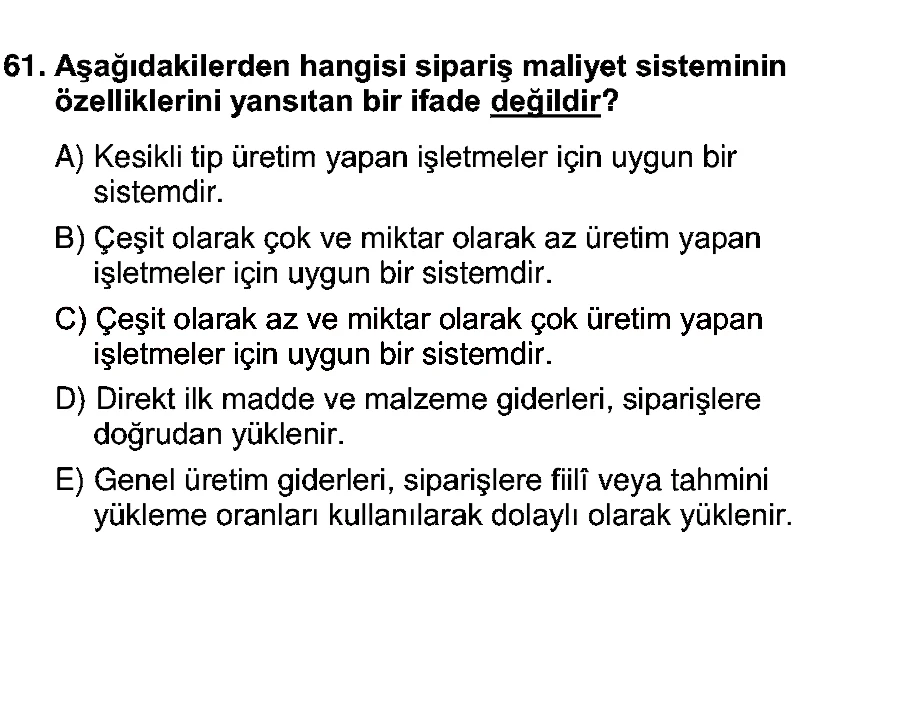 61. Aşağıdakilerden hangisi sipariş maliyet sisteminin
özelliklerini yansıtan bir ifade değildir?
A) Kesikli tip üretim yapan işletmeler için uygun bir
sistemdir.
B) Çeşit olarak çok ve miktar olarak az üretim yapan
işletmeler için uygun bir sistemdir.
C) Çeşit olarak az ve miktar olarak çok üretim yapan
işletmeler için uygun bir sistemdir.
D) Direkt ilk madde ve malzeme giderleri, siparişlere
doğrudan yüklenir.
E) Genel üretim giderleri, siparişlere fiilî veya tahmini
yükleme oranları kullanılarak dolaylı olarak yüklenir.